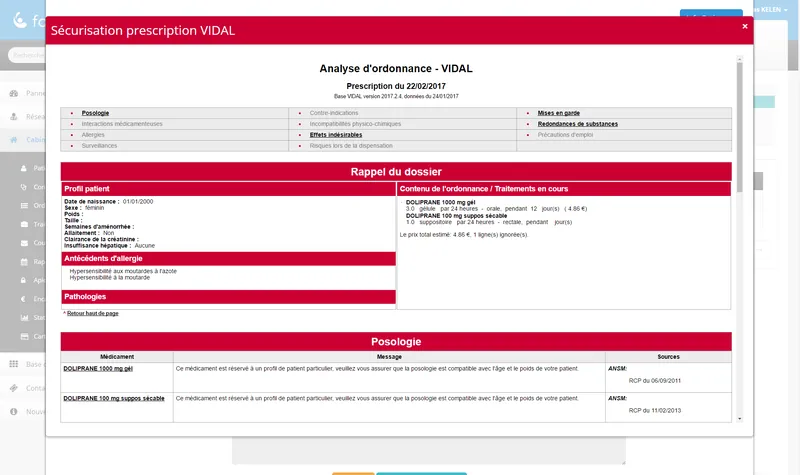 KELEN
Sécurisation prescription VIDAL
×
Analyse d'ordonnance - VIDAL
Prescription du 22/02/2017
Base VIDAL version 2017.2.4, données du 24/01/2017
Posologie
Contre-indications
Mises en garde
Interactions médicamenteuses
Incompatibilités physico-chimiques
Redondances de substances
Allergies
Effets indésirables
Précautions d'emploi
Surveillances
Risques lors de la dispensation
Rappel du dossier
Profil patient
Date de naissance : 01/01/2000
Sexe : féminin
Poids :
Taille :
Semaines d'aménorrhée :
Allaitement : Non
Clairance de la créatinine :
Insuffisance hépatique : Aucune
Antécédents d'allergie
Hypersensibilité aux moutardes à l'azote
Hypersensibilité à la moutarde
Pathologies
Contenu de l'ordonnance / Traitements en cours
DOLIPRANE 1000 mg gél
3.0 gélule par 24 heures - orale, pendant 12 jour(s) ( 4.86 €)
DOLIPRANE 100 mg suppos sécable
1.0 suppositoire par 24 heures - rectale, pendant jour(s)
Le prix total estimé: 4.86 €, 1 ligne(s) ignorée(s).
^ Retour haut de page
Posologie
Médicament
Message
Sources
DOLIPRANE 1000 mg gél
Ce médicament est réservé à un profil de patient particulier, veuillez vous assurer que la posologie est compatible avec l'âge et le poids de votre patient.
ANSM:
RCP du 06/09/2011
DOLIPRANE 100 mg suppos sécable
Ce médicament est réservé à un profil de patient particulier, veuillez vous assurer que la posologie est compatible avec l'âge et le poids de votre patient.
ANSM:
RCP du 11/02/2013